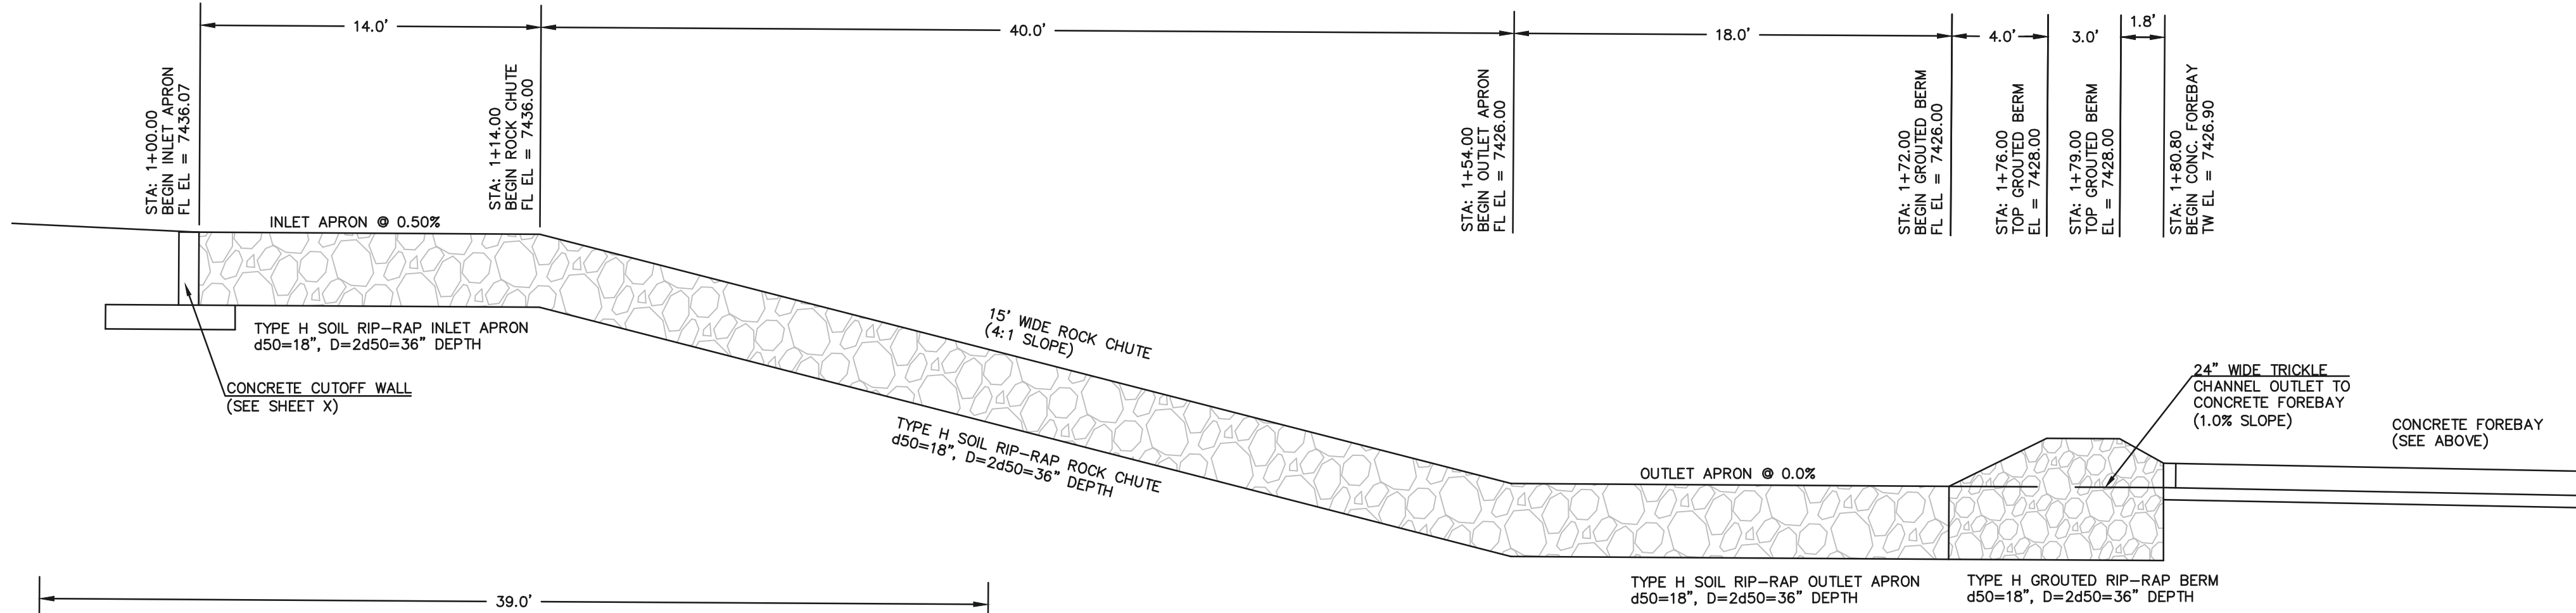 14.0'
40.0'
18.0'
4.0'
3.0'
1.8'
STA: 1+00.00
BEGIN INLET APRON
FL EL = 7436.07
STA: 1+14.00
BEGIN ROCK CHUTE
FL EL = 7436.00
STA: 1+54.00
BEGIN OUTLET APRON
FL EL = 7426.00
STA: 1+72.00
BEGIN GROUTED BERM
FL EL = 7426.00
STA: 1+76.00
TOP GROUTED BERM
EL = 7428.00
STA: 1+79.00
TOP GROUTED BERM
EL = 7428.00
STA: 1+80.80
BEGIN CONC. FOREBAY
TW EL = 7426.90
INLET APRON @ 0.50%
TYPE H SOIL RIP-RAP INLET APRON
d50=18", D=2d50=36" DEPTH
CONCRETE CUTOFF WALL
(SEE SHEET X)
15' WIDE ROCK CHUTE
(4:1 SLOPE)
TYPE H SOIL RIP-RAP ROCK CHUTE
d50=18", D=2d50=36" DEPTH
OUTLET APRON @ 0.0%
24" WIDE TRICKLE
CHANNEL OUTLET TO
CONCRETE FOREBAY
(1.0% SLOPE)
CONCRETE FOREBAY
(SEE ABOVE)
TYPE H SOIL RIP-RAP OUTLET APRON
d50=18", D=2d50=36" DEPTH
TYPE H GROUTED RIP-RAP BERM
d50=18", D=2d50=36" DEPTH
39.0'